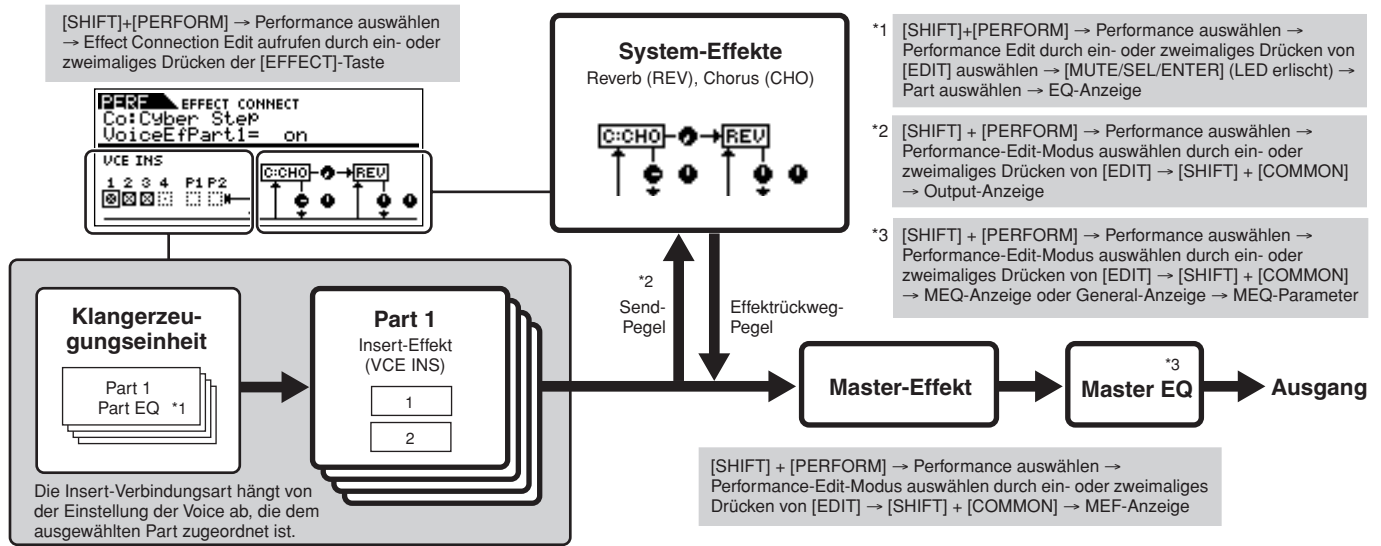 [SHIFT]+[PERFORM] → Performance auswählen
→ Effect Connection Edit aufrufen durch ein- oder
zweimaliges Drücken der [EFFECT]-Taste
PERF EFFECT CONNECT
Co:Cyber Step
VoiceEfPart1= on
VCE INS
1 2 3 4 P1 P2
C:CHO REV
System-Effekte
Reverb (REV), Chorus (CHO)
C:CHO REV
*1 [SHIFT]+[PERFORM] → Performance auswählen →
Performance Edit durch ein- oder zweimaliges Drücken von
[EDIT] auswählen → [MUTE/SEL/ENTER] (LED erlischt) →
Part auswählen → EQ-Anzeige
*2 [SHIFT] + [PERFORM] → Performance auswählen →
Performance-Edit-Modus auswählen durch ein- oder
zweimaliges Drücken von [EDIT] → [SHIFT] + [COMMON]
→ Output-Anzeige
*3 [SHIFT] + [PERFORM] → Performance auswählen →
Performance-Edit-Modus auswählen durch ein- oder
zweimaliges Drücken von [EDIT] → [SHIFT] + [COMMON]
→ MEQ-Anzeige oder General-Anzeige → MEQ-Parameter
Klangerzeu-
gungseinheit
Part 1
Part EQ *1
Part 1
Insert-Effekt
(VCE INS)
1
2
Die Insert-Verbindungsart hängt von
der Einstellung der Voice ab, die dem
ausgewählten Part zugeordnet ist.
*2
Send-
Pegel
Effektrückweg-
Pegel
Master-Effekt
*3
Master EQ
Ausgang
[SHIFT] + [PERFORM] → Performance auswählen →
Performance-Edit-Modus auswählen durch ein- oder zweimaliges
Drücken von [EDIT] → [SHIFT] + [COMMON] → MEF-Anzeige